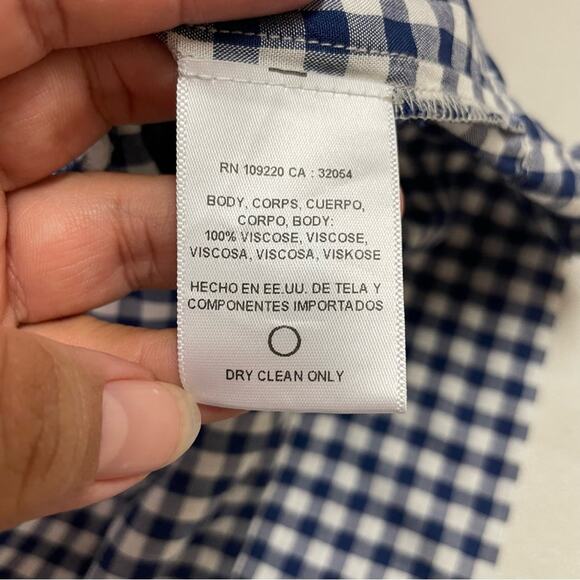 RN 109220 CA : 32054
BODY, CORPS, CUERPO,
CORPO, BODY:
100% VISCOSE, VISCOSE,
VISCOSA, VISCOSA, VISKOSE
HECHO EN EE.UU. DE TELA Y
COMPONENTES IMPORTADOS
DRY CLEAN ONLY